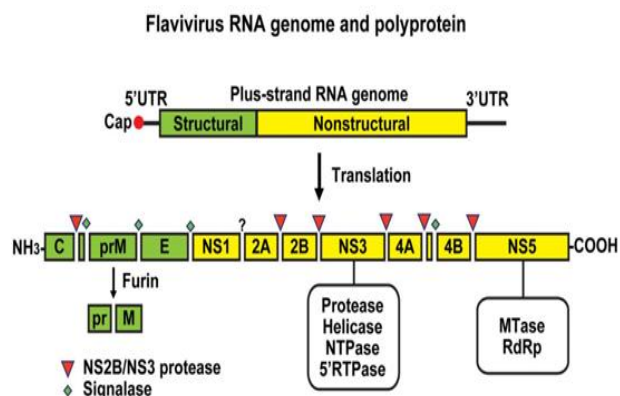 Flavivirus RNA genome and polyprotein
5'UTR Plus-strand RNA genome 3'UTR
Cap Structural Nonstructural
Translation
?
NH3- C prM E NS1 2A 2B NS3 4A 4B NS5 -COOH
Furin
pr M
Protease
Helicase
NTPase
5'RTPase
MTase
RdRp
NS2B/NS3 protease
Signalase